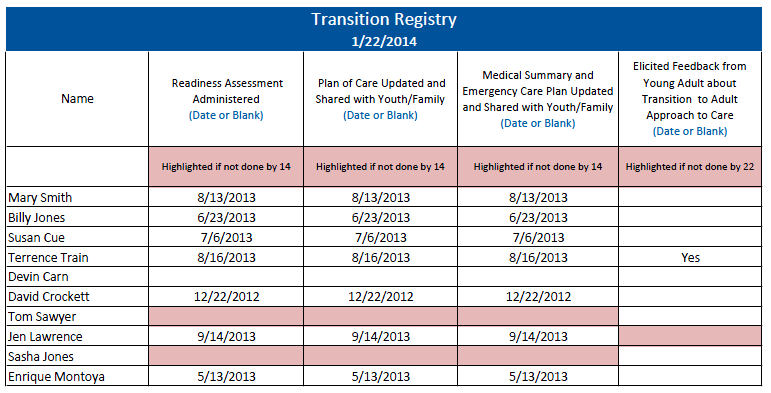 Transition Registry
1/22/2014
Name
Readiness Assessment
Administered
(Date or Blank)
Plan of Care Updated and
Shared with Youth/Family
(Date or Blank)
Medical Summary and
Emergency Care Plan Updated
and Shared with Youth/Family
(Date or Blank)
Elicited Feedback from
Young Adult about
Transition to Adult
Approach to Care
(Date or Blank)
Highlighted if not done by 14 Highlighted if not done by 14 Highlighted if not done by 14 Highlighted if not done by 22
Mary Smith 8/13/2013 8/13/2013 8/13/2013
Billy Jones 6/23/2013 6/23/2013 6/23/2013
Susan Cue 7/6/2013 7/6/2013 7/6/2013
Terrence Train 8/16/2013 8/16/2013 8/16/2013 Yes
Devin Carn
David Crockett 12/22/2012 12/22/2012 12/22/2012
Tom Sawyer
Jen Lawrence 9/14/2013 9/14/2013 9/14/2013
Sasha Jones
Enrique Montoya 5/13/2013 5/13/2013 5/13/2013